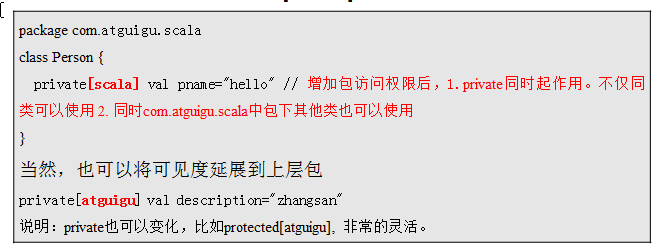 package com.atguigu.scala
class Person {
private[scala] val pname="hello" // 增加包访问权限后，1. private同时起作用。不仅同
类可以使用 2. 同时com.atguigu.scala中包下其他类也可以使用
}
当然，也可以将可见度延展到上层包
private[atguigu] val description="zhangsan"
说明：private也可以变化，比如protected[atguigu], 非常的灵活。